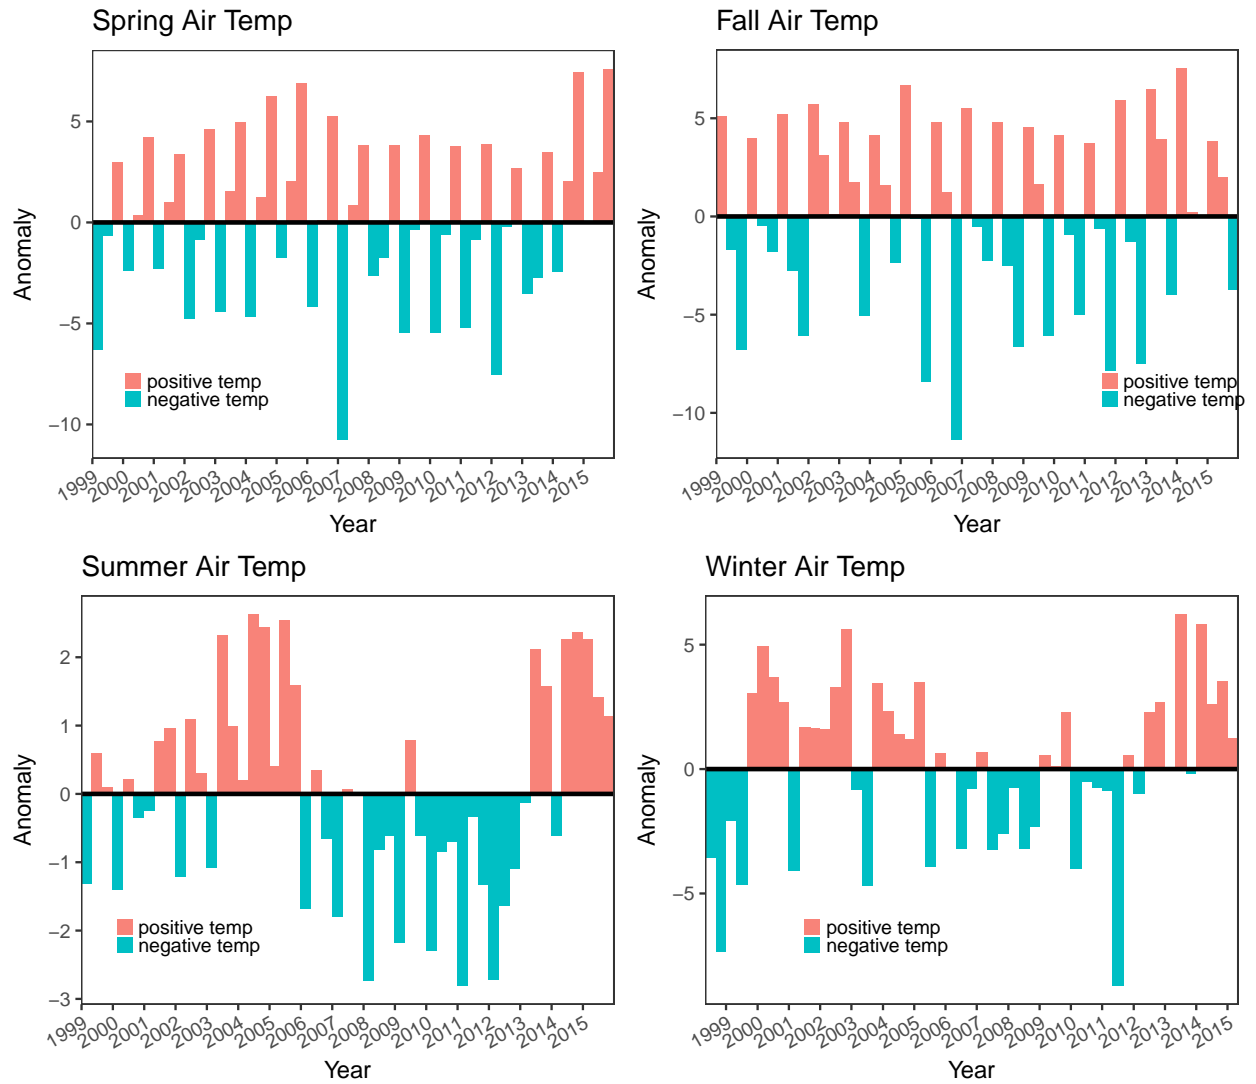 Spring Air Temp
Anomaly
5
0
−5
−10
positive temp
negative temp
1999 2000 2001 2002 2003 2004 2005 2006 2007 2008 2009 2010 2011 2012 2013 2014 2015
Year
Fall Air Temp
Anomaly
5
0
−5
−10
positive temp
negative temp
1999 2000 2001 2002 2003 2004 2005 2006 2007 2008 2009 2010 2011 2012 2013 2014 2015
Year
Summer Air Temp
Anomaly
2
1
0
−1
−2
−3
positive temp
negative temp
1999 2000 2001 2002 2003 2004 2005 2006 2007 2008 2009 2010 2011 2012 2013 2014 2015
Year
Winter Air Temp
Anomaly
5
0
−5
positive temp
negative temp
1999 2000 2001 2002 2003 2004 2005 2006 2007 2008 2009 2010 2011 2012 2013 2014 2015
Year